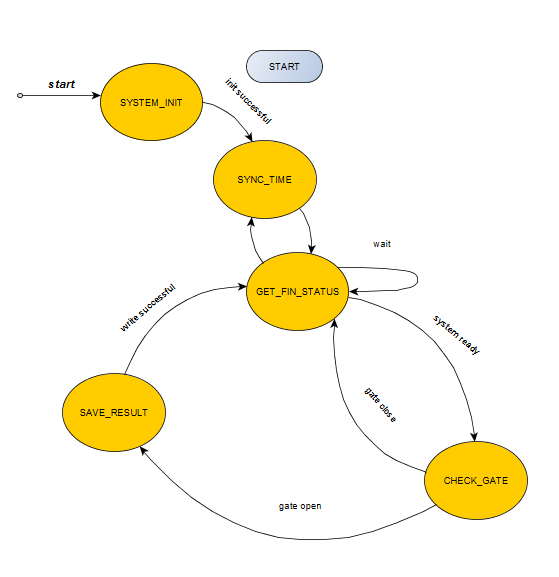 START
start
SYSTEM_INIT
init successful
SYNC_TIME
wait
GET_FIN_STATUS
write successful
system ready
gate close
SAVE_RESULT
CHECK_GATE
gate open